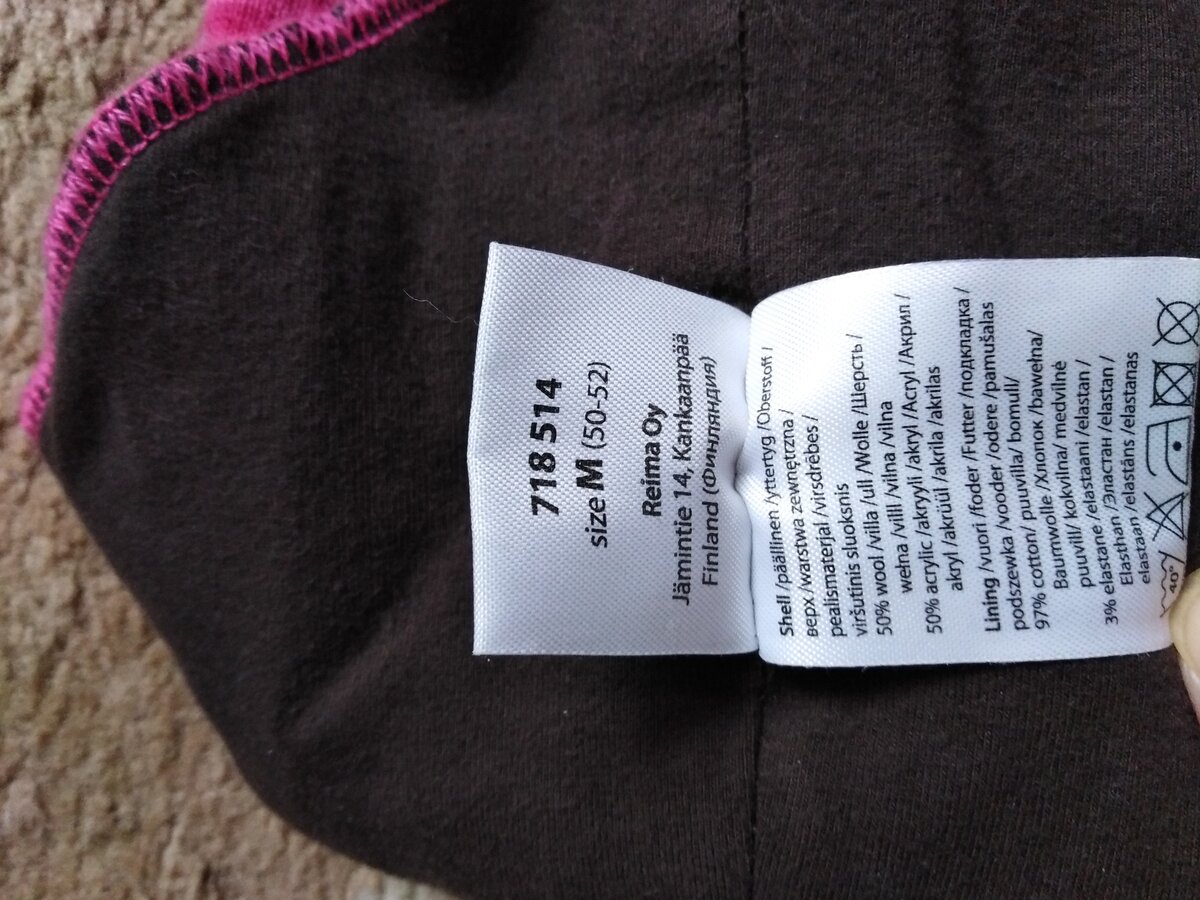 718 514
size M (50-52)
Reima Oy
Jämintie 14, Kankaanpää
Finland (Финляндия)
Shell /päällinen /yttertyg /Oberstoff /
верх /warstwa zewnętrzna /
pealismaterjal /virsdrēbes /
viršutinis sluoksnis
50% wool /villa /ull /Wolle /Шерсть /
wełna /vill /vilna /vilna
50% acrylic /akryyli /akryl /Acryl /Акрил /
akryl /akrüül /akrila /akrilas
Lining /vuori /foder /Futter /подкладка /
podszewka /vooder /odere /pamušalas
97% cotton/ puuvilla/ bomull/
Baumwolle /Хлопок /bawełna/
puuvill/ kokvilna/ medvilnė
3% elastane /elastaani /elastan /
Elasthan /Эластан /elastan /
elastaan /elastāns /elastanas
40°